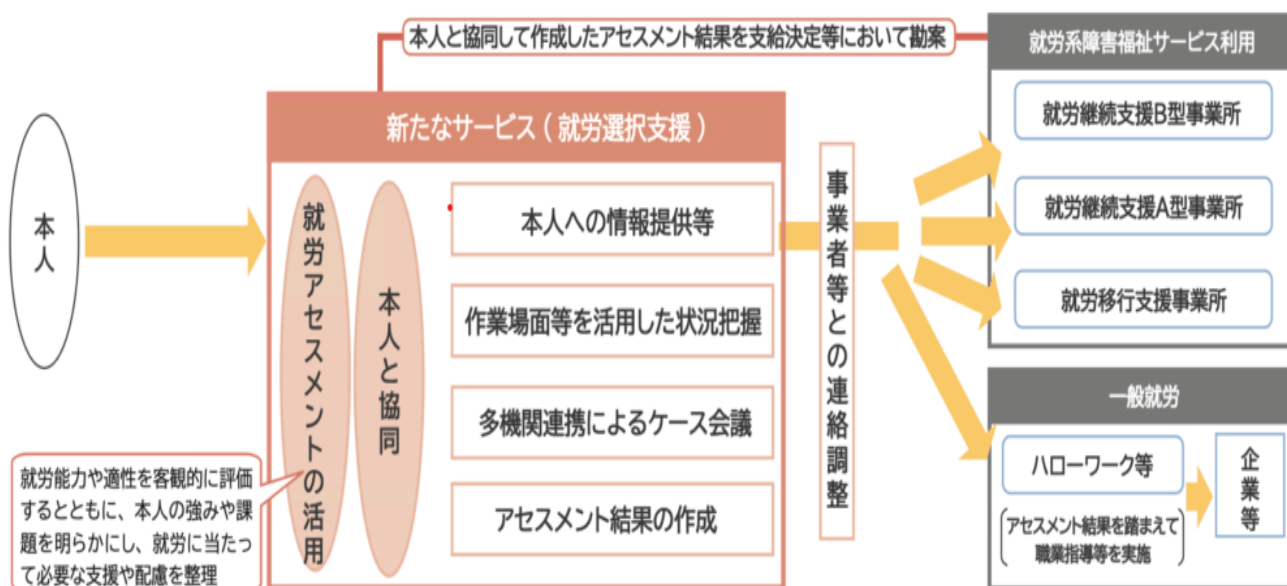 本人と協同して作成したアセスメント結果を支給決定等において勘案
本人
新たなサービス(就労選択支援)
就労アセスメントの活用
本人と協同
本人への情報提供等
作業場面等を活用した状況把握
多機関連携によるケース会議
アセスメント結果の作成
就労能力や適性を客観的に評価
するとともに、本人の強みや課
題を明らかにし、就労に当たっ
て必要な支援や配慮を整理
事業者等との連絡調整
就労系障害福祉サービス利用
就労継続支援B型事業所
就労継続支援A型事業所
就労移行支援事業所
一般就労
ハローワーク等
(アセスメント結果を踏まえて
職業指導等を実施)
企業等